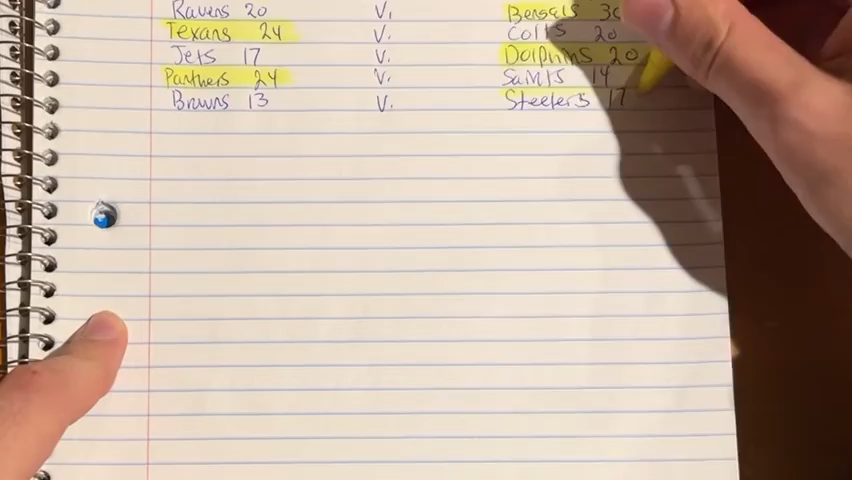 Ravens 20 V. Bengals 30
Texans 24 V. Colts 20
Jets 17 V. Dolphins 20
Panthers 24 V. Saints 14
Browns 13 V. Steelers 17